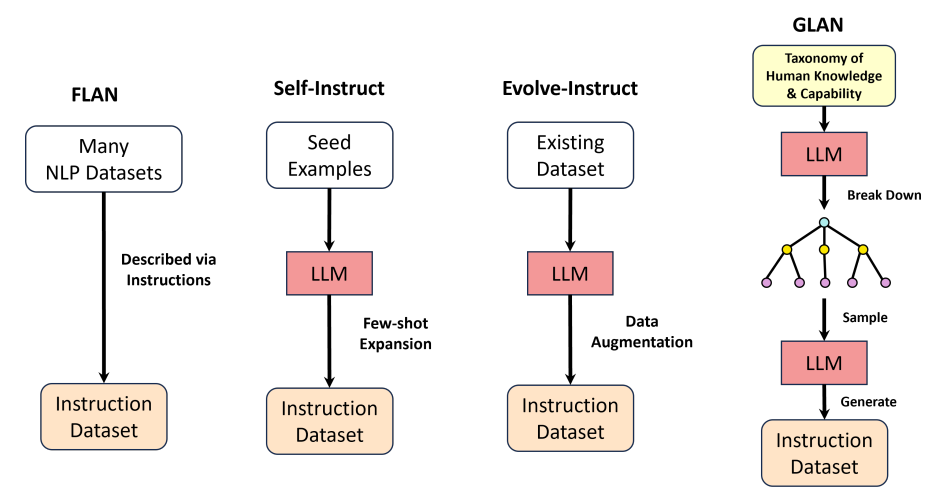 FLAN
Many
NLP Datasets
Described via
Instructions
Instruction
Dataset
Self-Instruct
Seed
Examples
LLM
Few-shot
Expansion
Instruction
Dataset
Evolve-Instruct
Existing
Dataset
LLM
Data
Augmentation
Instruction
Dataset
GLAN
Taxonomy of
Human Knowledge
& Capability
LLM
Break Down
Sample
LLM
Generate
Instruction
Dataset